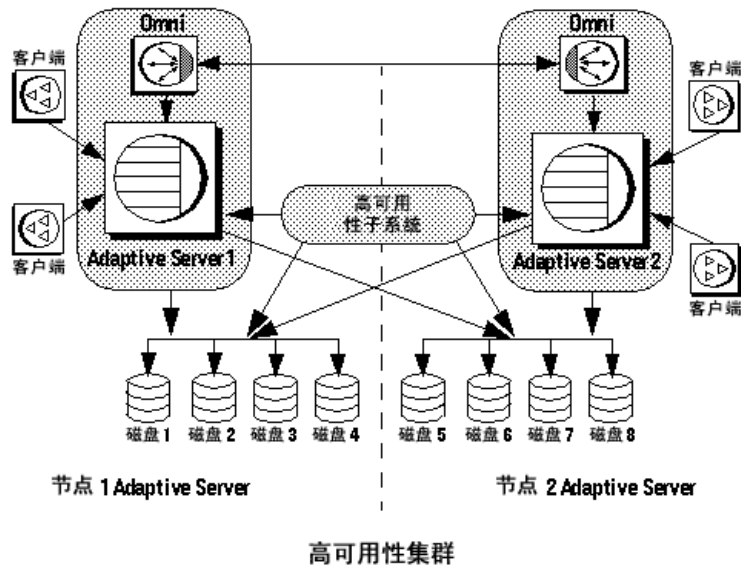 Omni
Omni
客户端
客户端
高可用
性子系统
客户端
客户端
Adaptive Server1
Adaptive Server2
磁盘1
磁盘2
磁盘3
磁盘4
磁盘5
磁盘6
磁盘7
磁盘8
节点 1 Adaptive Server
节点 2 Adaptive Server
高可用性集群